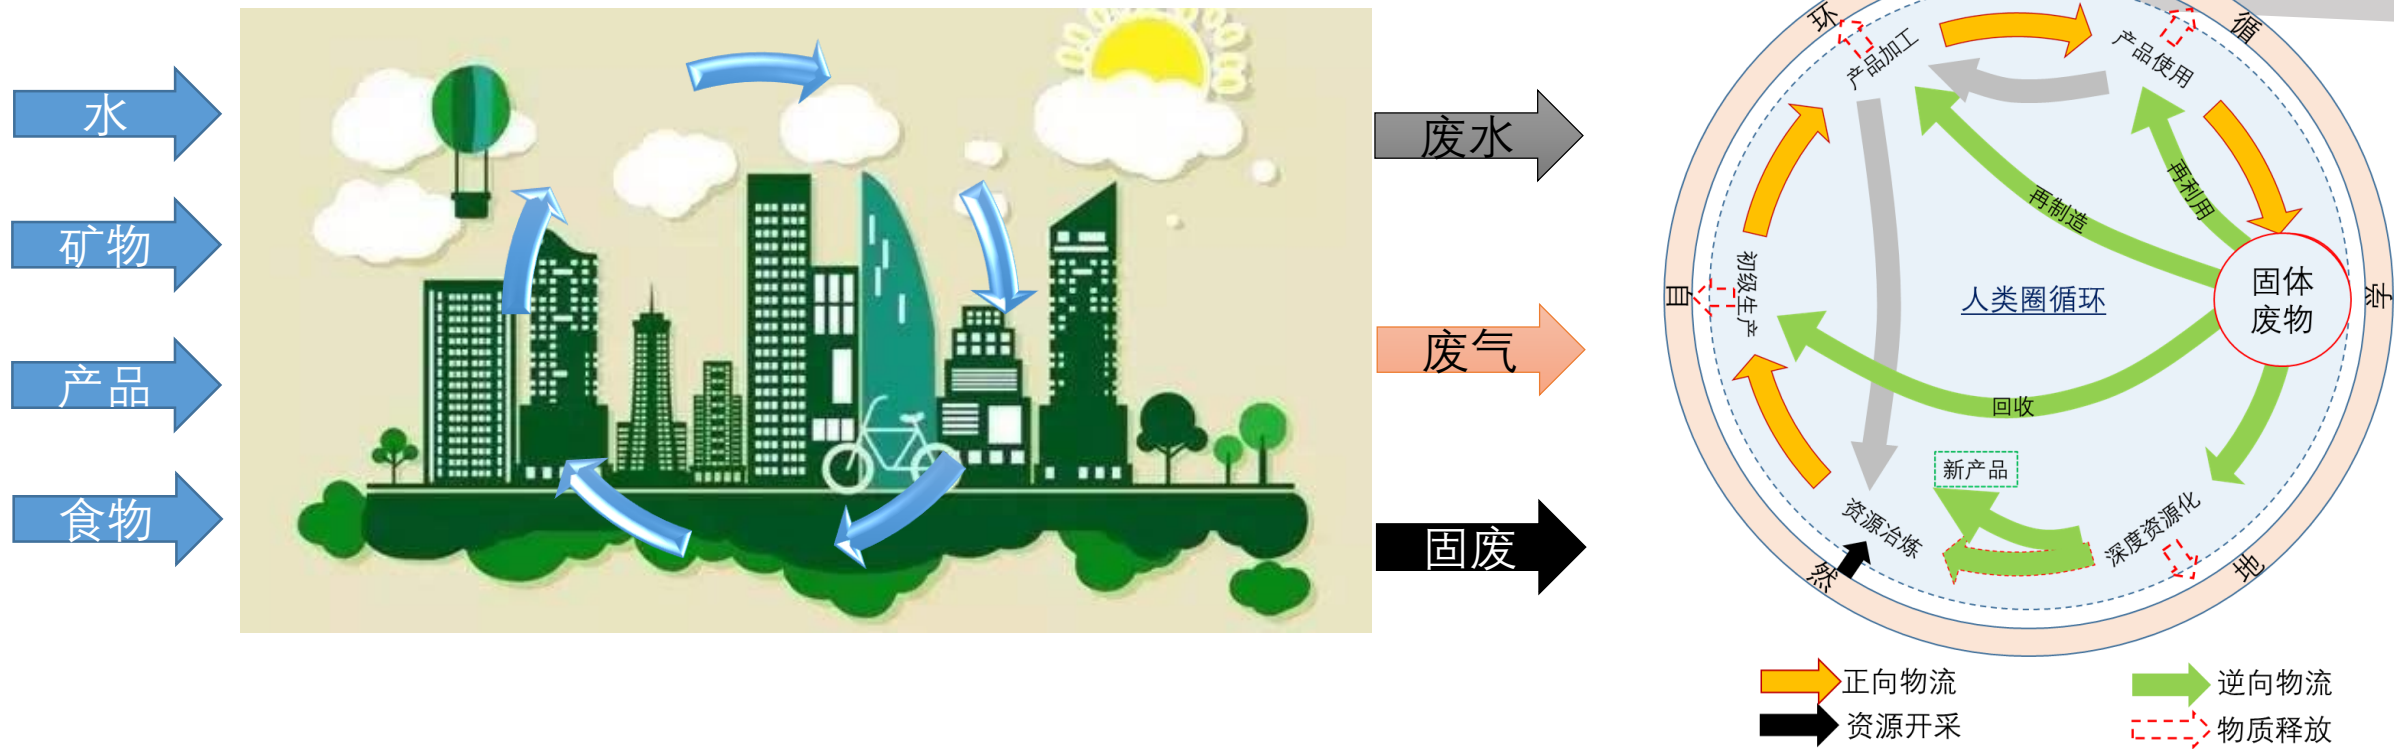 水
矿物
产品
食物
废水
废气
固废
环
循
自
然
地
产品加工
产品使用
再利用
再制造
初级生产
人类圈循环
固体
废物
回收
新产品
资源冶炼
深度资源化
正向物流
逆向物流
资源开采
物质释放